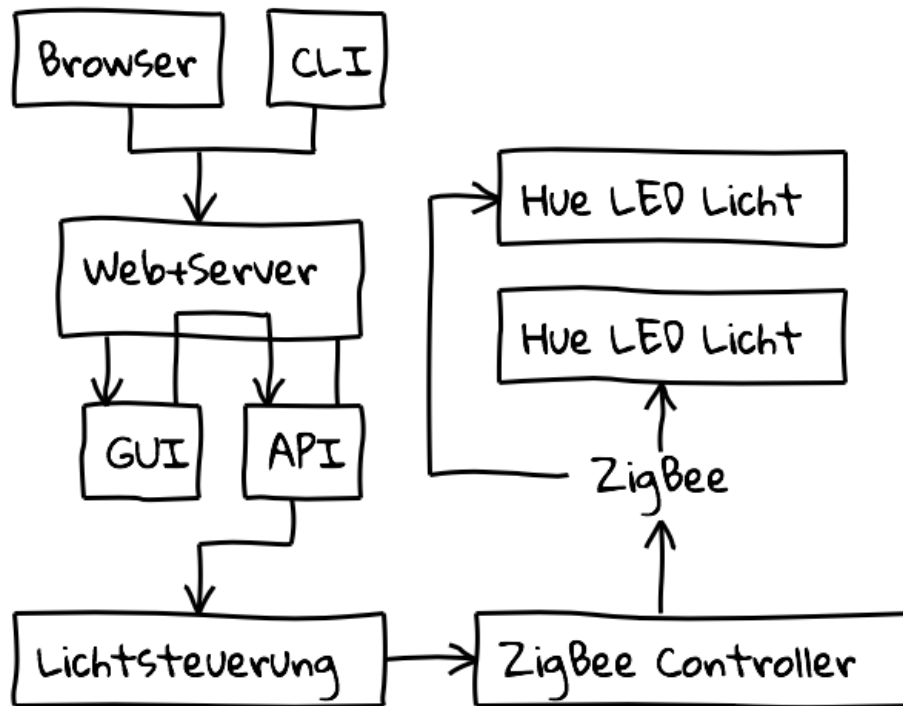 Browser
CLI
Web+Server
GUI
API
Lichtsteuerung
ZigBee Controller
ZigBee
Hue LED Licht
Hue LED Licht